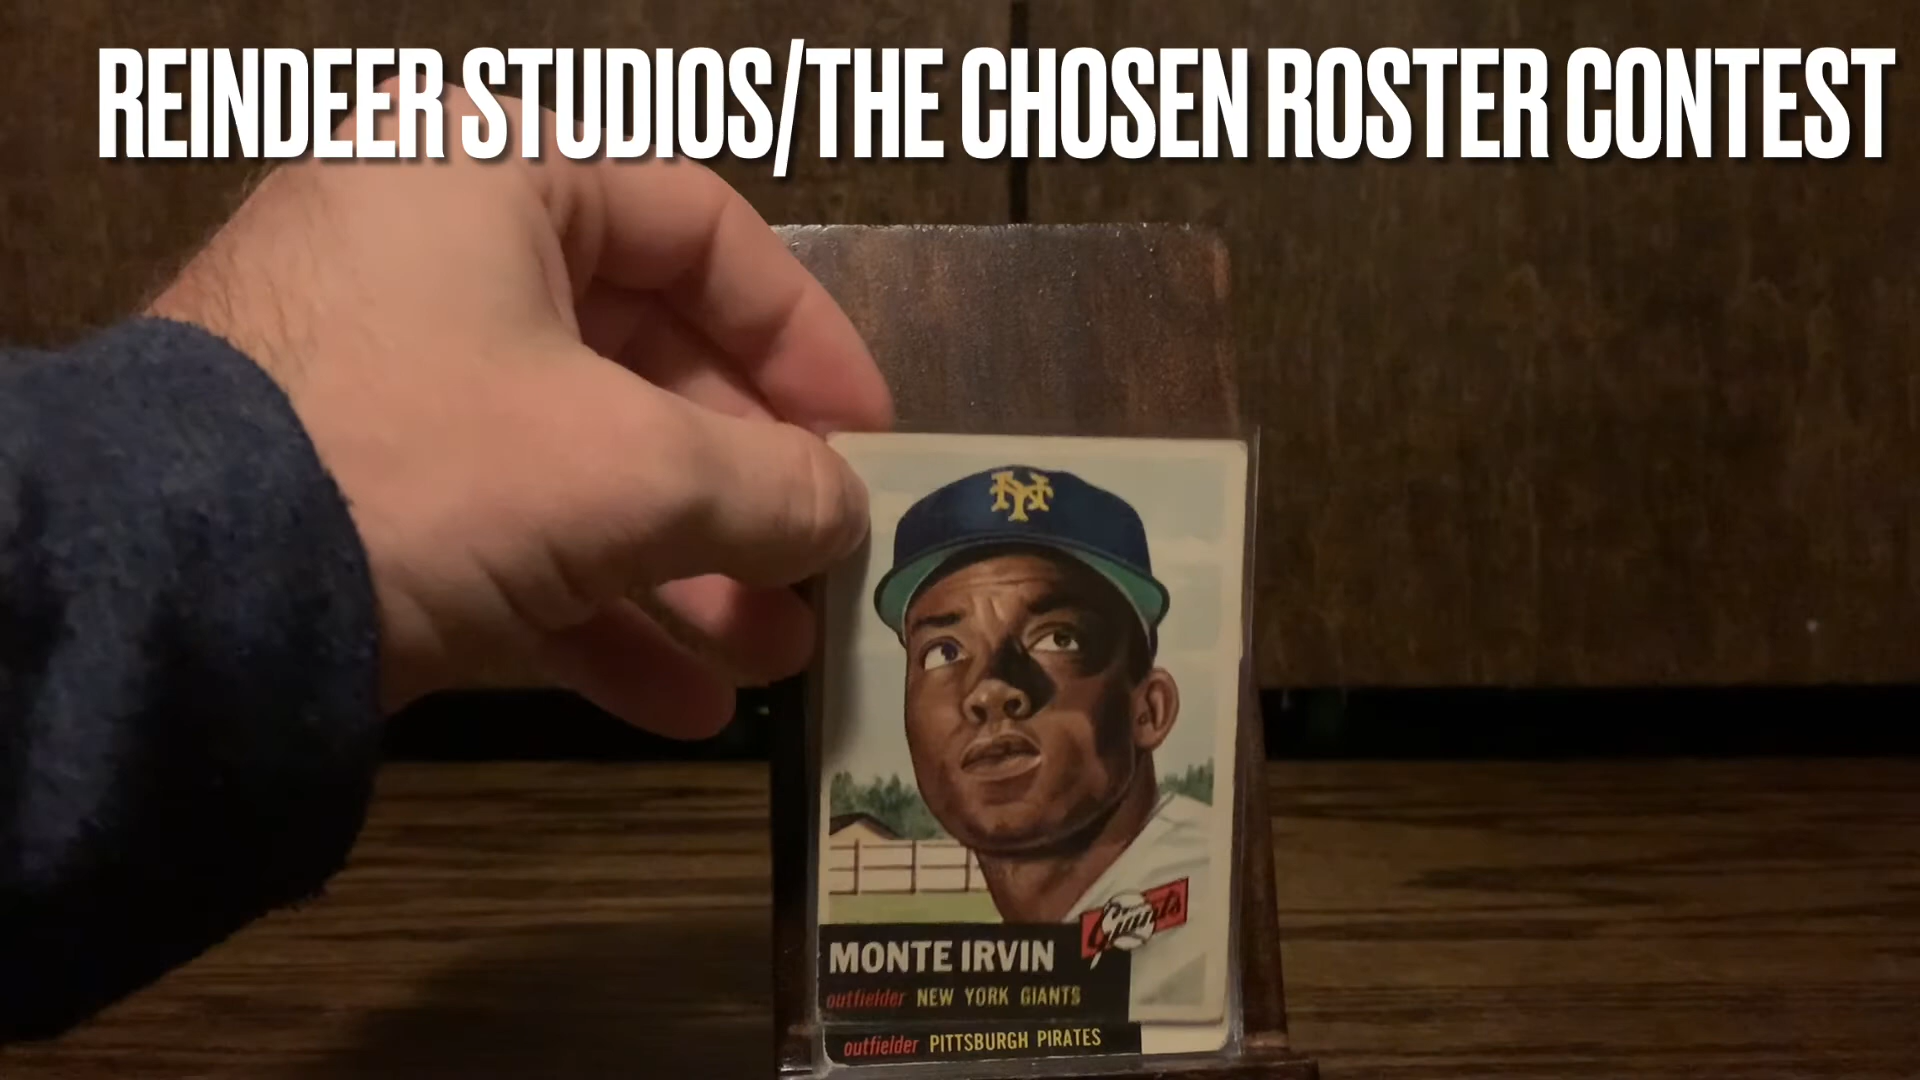 REINDEER STUDIOS/THE CHOSEN ROSTER CONTEST
NY
Giants
MONTE IRVIN
outfielder NEW YORK GIANTS
outfielder PITTSBURGH PIRATES